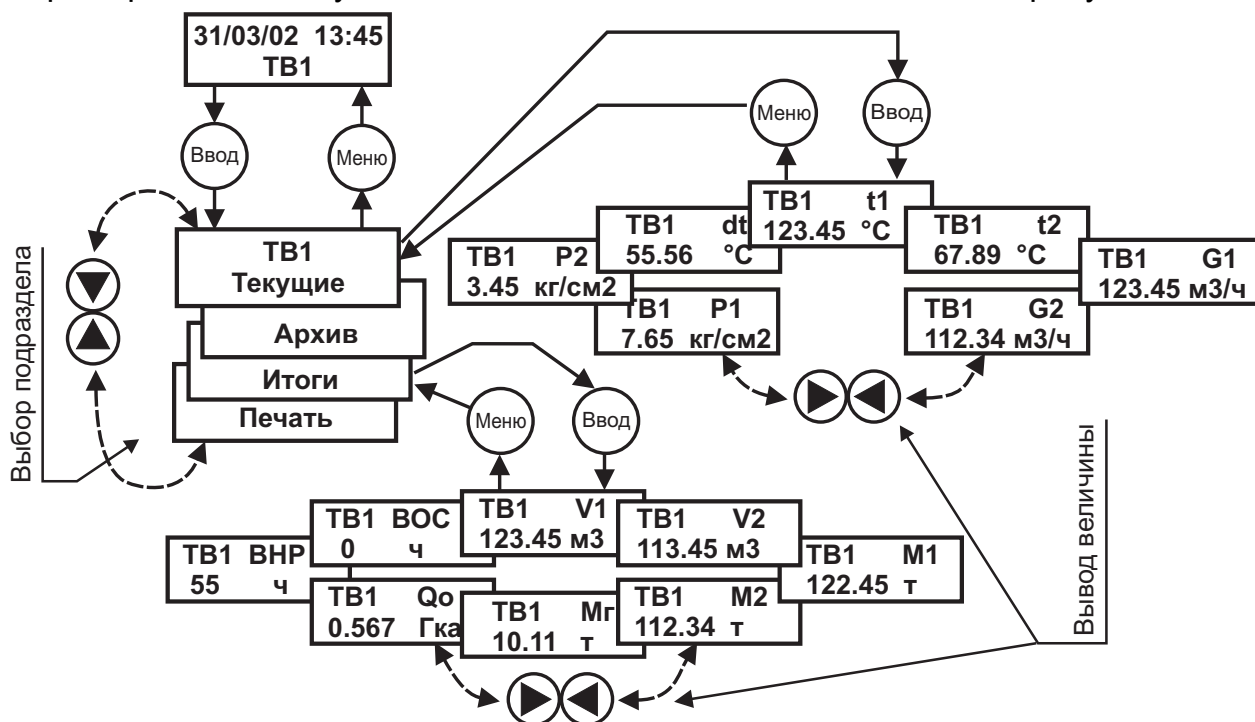 31/03/02 13:45
ТВ1
Ввод
Меню
Меню
Ввод
ТВ1
Текущие
Архив
Итоги
Печать
Выбор подраздела
ТВ1 t1
123.45 °С
ТВ1 dt
55.56 °С
ТВ1 t2
67.89 °С
ТВ1 P2
3.45 кг/см2
ТВ1 G1
123.45 м3/ч
ТВ1 P1
7.65 кг/см2
ТВ1 G2
112.34 м3/ч
Меню
Ввод
Вывод величины
ТВ1 V1
123.45 м3
ТВ1 ВОС
0 ч
ТВ1 V2
113.45 м3
ТВ1 ВНР
55 ч
ТВ1 М1
122.45 т
ТВ1 Qo
0.567 Гка
ТВ1 Мг
10.11 т
ТВ1 М2
112.34 т